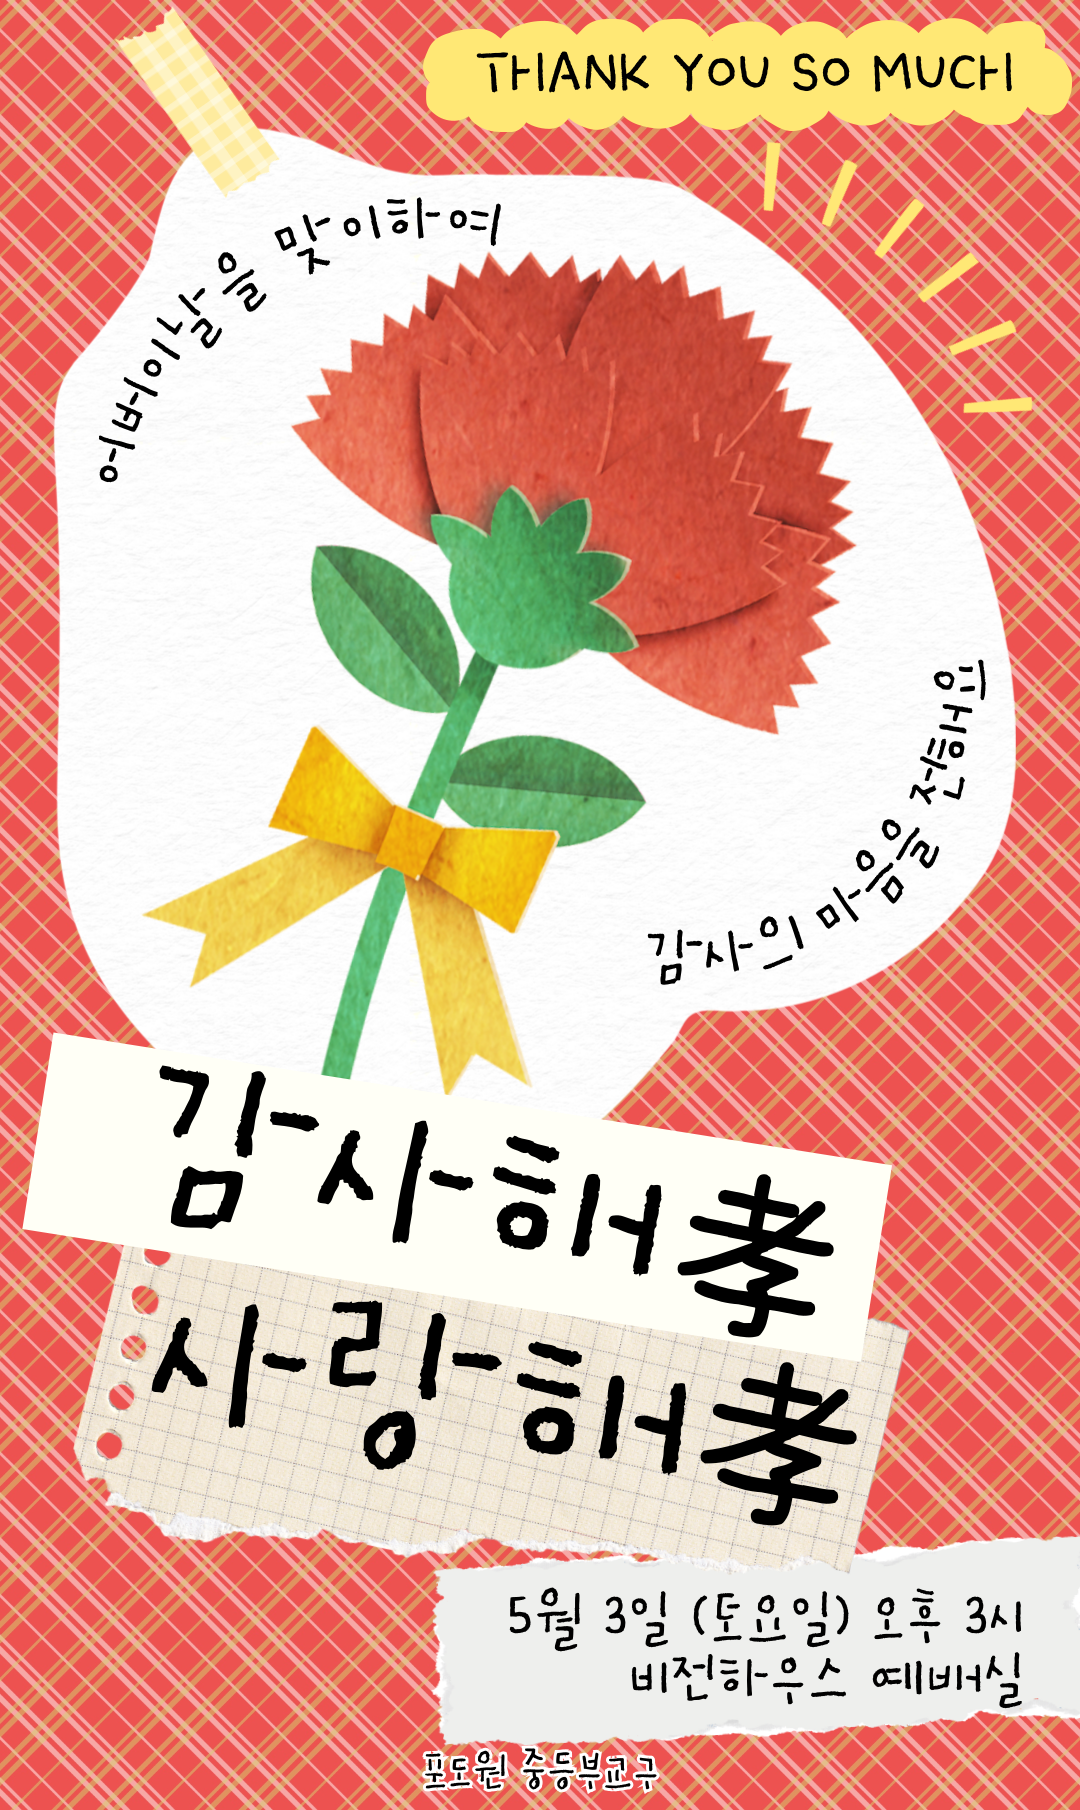 THANK YOU SO MUCH
어버이날을 맞이하여
감사의 마음을 전해요
감사해孝
사랑해孝
5월 3일 (토요일) 오후 3시
비전하우스 예배실
포도원 중등부교구